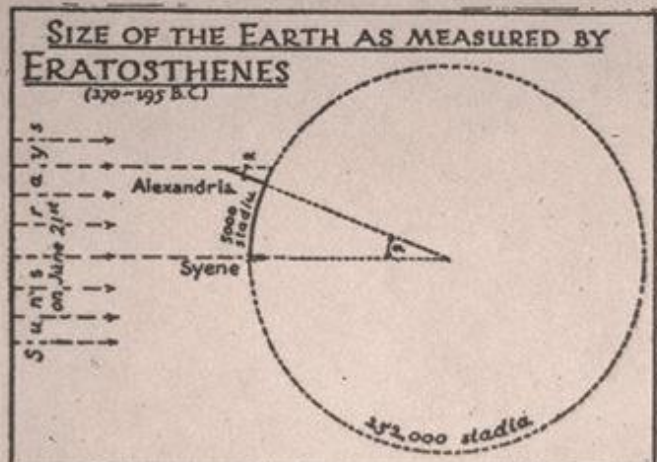 SIZE OF THE EARTH AS MEASURED BY
ERATOSTHENES
(270-195 B.C)
Sun's rays
on June 21st
Alexandria
5000
stadia
Syene
252,000 stadia